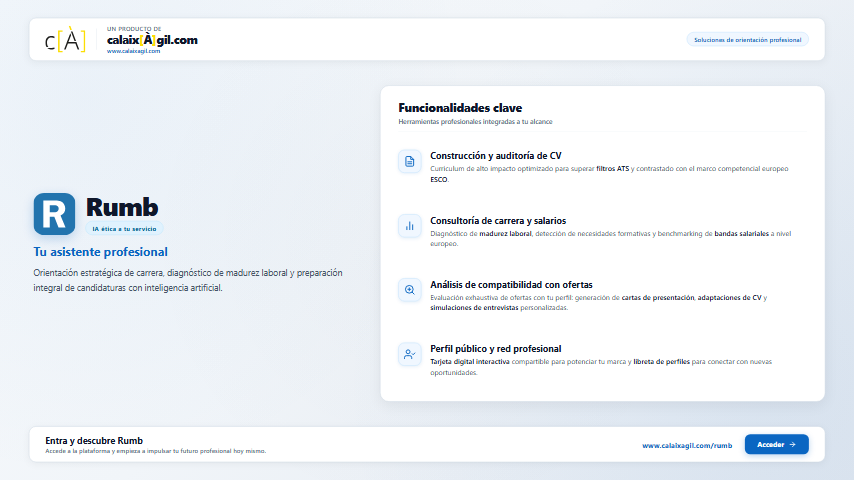 C[À]
UN PRODUCTO DE
calaix[À]gil.com
www.calaixagil.com
Soluciones de orientación profesional
R
Rumb
IA ética a tu servicio
Tu asistente profesional
Orientación estratégica de carrera, diagnóstico de madurez laboral y preparación
integral de candidaturas con inteligencia artificial.
Funcionalidades clave
Herramientas profesionales integradas a tu alcance
Construcción y auditoría de CV
Currículum de alto impacto optimizado para superar filtros ATS y contrastado con el marco competencial europeo
ESCO.
Consultoría de carrera y salarios
Diagnóstico de madurez laboral, detección de necesidades formativas y benchmarking de bandas salariales a nivel
europeo.
Análisis de compatibilidad con ofertas
Evaluación exhaustiva de ofertas con tu perfil: generación de cartas de presentación, adaptaciones de CV y
simulaciones de entrevistas personalizadas.
Perfil público y red profesional
Tarjeta digital interactiva compartible para potenciar tu marca y libreta de perfiles para conectar con nuevas
oportunidades.
Entra y descubre Rumb
Accede a la plataforma y empieza a impulsar tu futuro profesional hoy mismo.
www.calaixagil.com/rumb
Acceder →